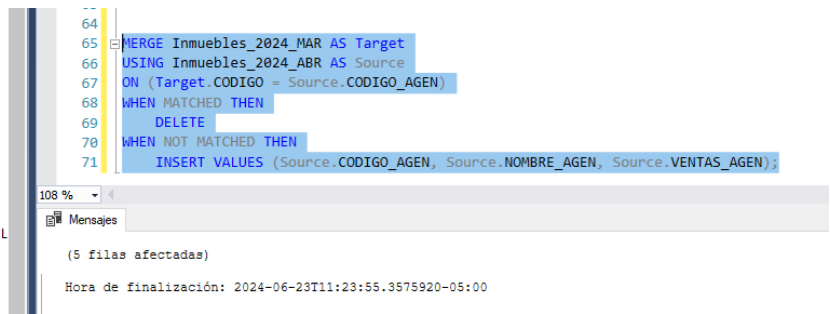 64
65 MERGE Inmuebles_2024_MAR AS Target
66 USING Inmuebles_2024_ABR AS Source
67 ON (Target.CODIGO = Source.CODIGO_AGEN)
68 WHEN MATCHED THEN
69 DELETE
70 WHEN NOT MATCHED THEN
71 INSERT VALUES (Source.CODIGO_AGEN, Source.NOMBRE_AGEN, Source.VENTAS_AGEN);
108 %
Mensajes
L
(5 filas afectadas)
Hora de finalización: 2024-06-23T11:23:55.3575920-05:00